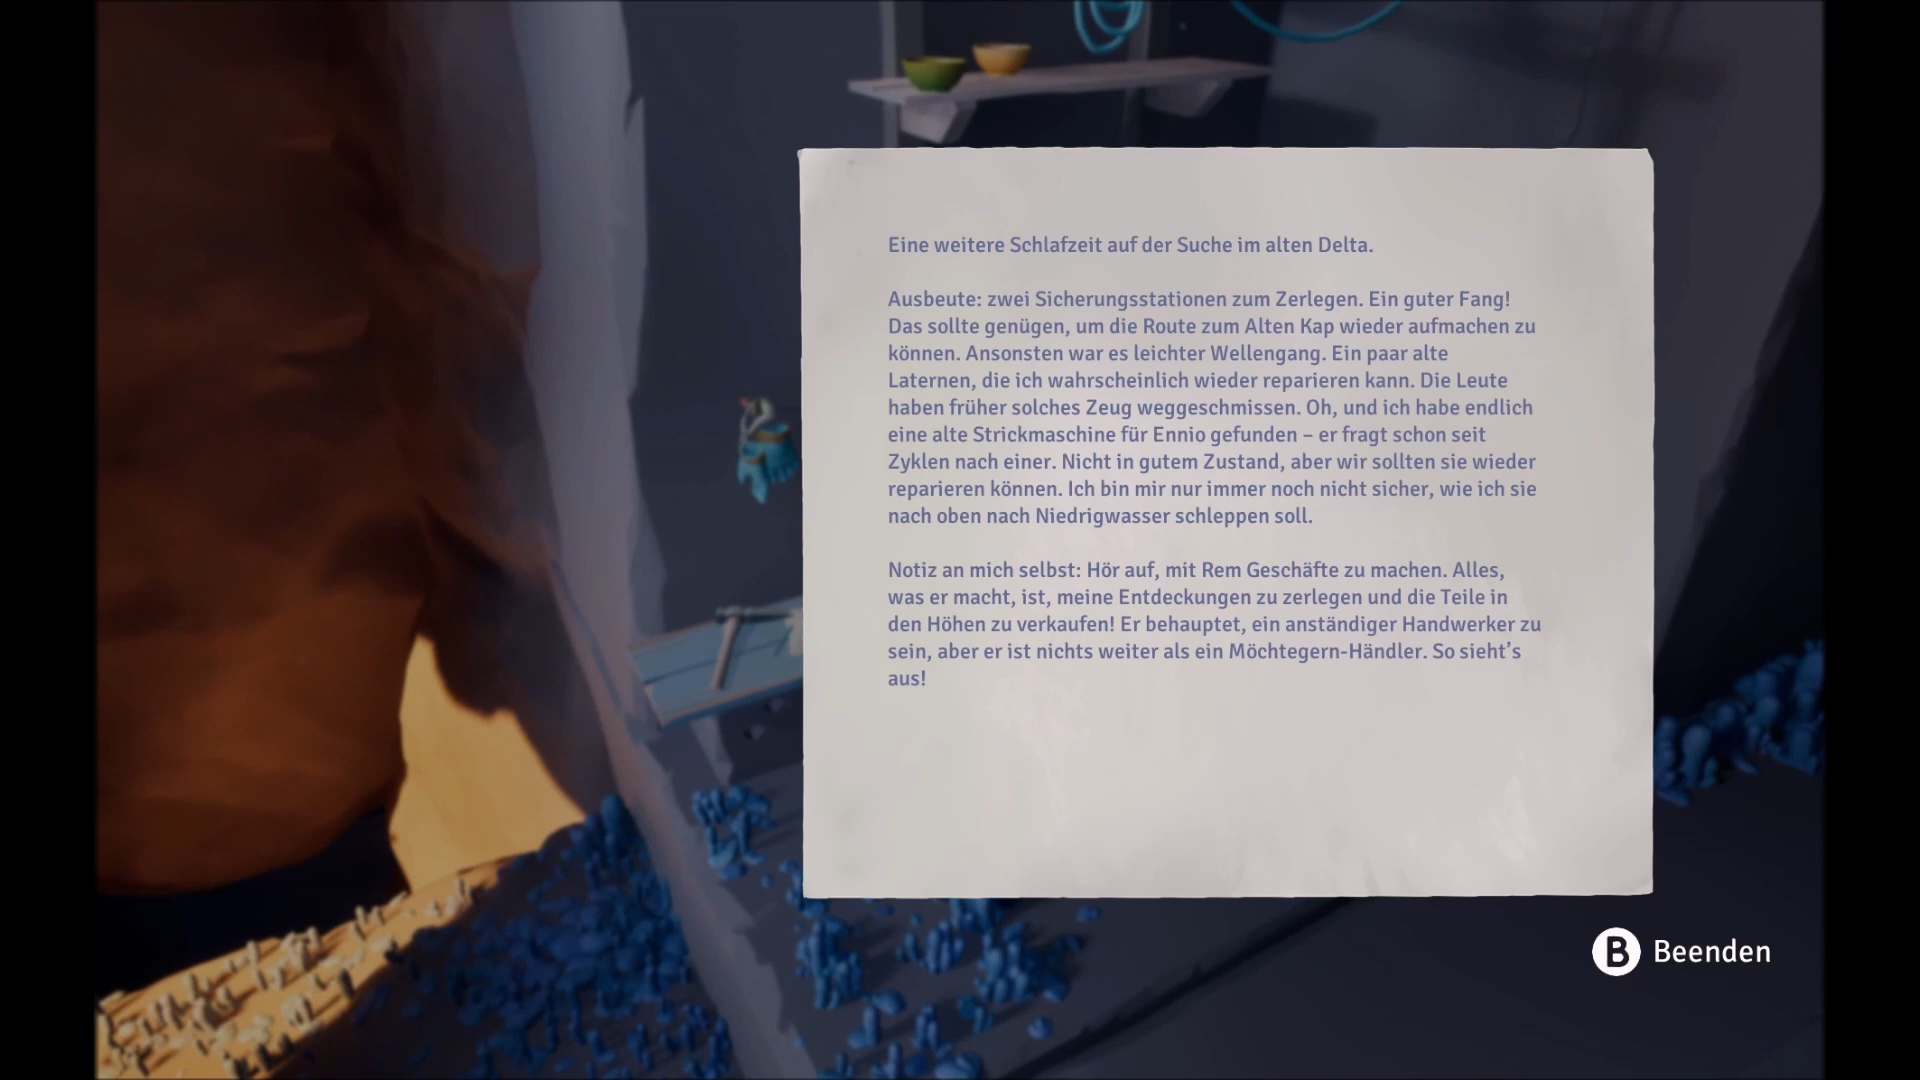 Eine weitere Schlafzeit auf der Suche im alten Delta.
Ausbeute: zwei Sicherungsstationen zum Zerlegen. Ein guter Fang!
Das sollte genügen, um die Route zum Alten Kap wieder aufmachen zu
können. Ansonsten war es leichter Wellengang. Ein paar alte
Laternen, die ich wahrscheinlich wieder reparieren kann. Die Leute
haben früher solches Zeug weggeschmissen. Oh, und ich habe endlich
eine alte Strickmaschine für Ennio gefunden – er fragt schon seit
Zyklen nach einer. Nicht in gutem Zustand, aber wir sollten sie wieder
reparieren können. Ich bin mir nur immer noch nicht sicher, wie ich sie
nach oben nach Niedrigwasser schleppen soll.
Notiz an mich selbst: Hör auf, mit Rem Geschäfte zu machen. Alles,
was er macht, ist, meine Entdeckungen zu zerlegen und die Teile in
den Höhen zu verkaufen! Er behauptet, ein anständiger Handwerker zu
sein, aber er ist nichts weiter als ein Möchtegern-Händler. So sieht’s
aus!
B Beenden